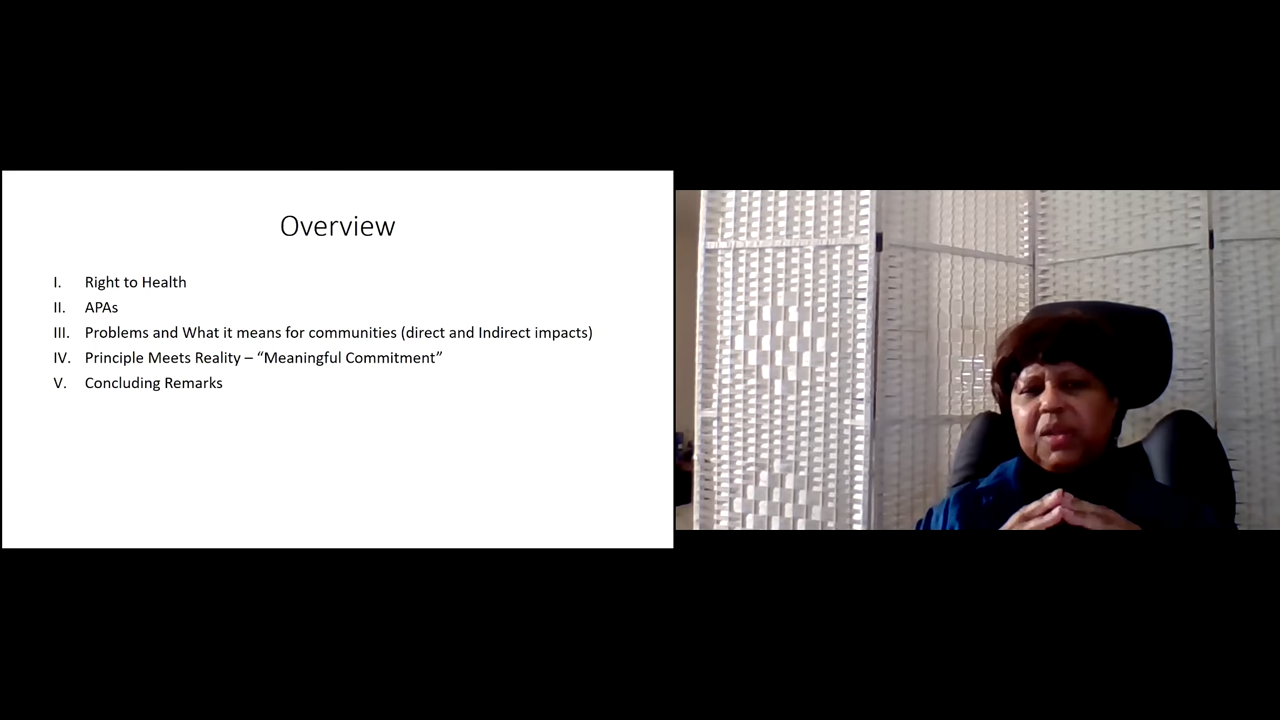 Overview
I. Right to Health
II. APAs
III. Problems and What it means for communities (direct and Indirect impacts)
IV. Principle Meets Reality – “Meaningful Commitment”
V. Concluding Remarks